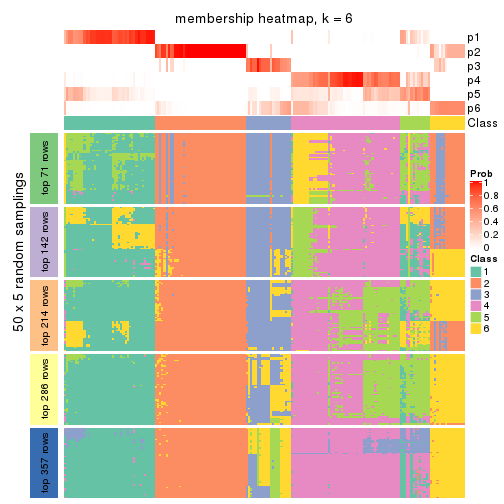 membership heatmap, k = 6
p1
p2
p3
p4
p5
p6
Class
50 x 5 random samplings
top 71 rows
top 142 rows
top 214 rows
top 286 rows
top 357 rows
Prob
1
0.8
0.6
0.4
0.2
0
Class
1
2
3
4
5
6